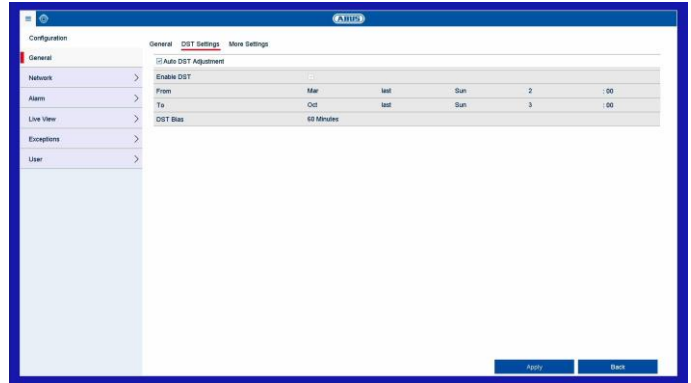 ABUS
Configuration
General DST Settings More Settings
General
Auto DST Adjustment
Network
Enable DST
From Mar last Sun 2 : 00
Alarm
To Oct last Sun 3 : 00
Live View
DST Bias 60 Minutes
Exceptions
User
Apply Back